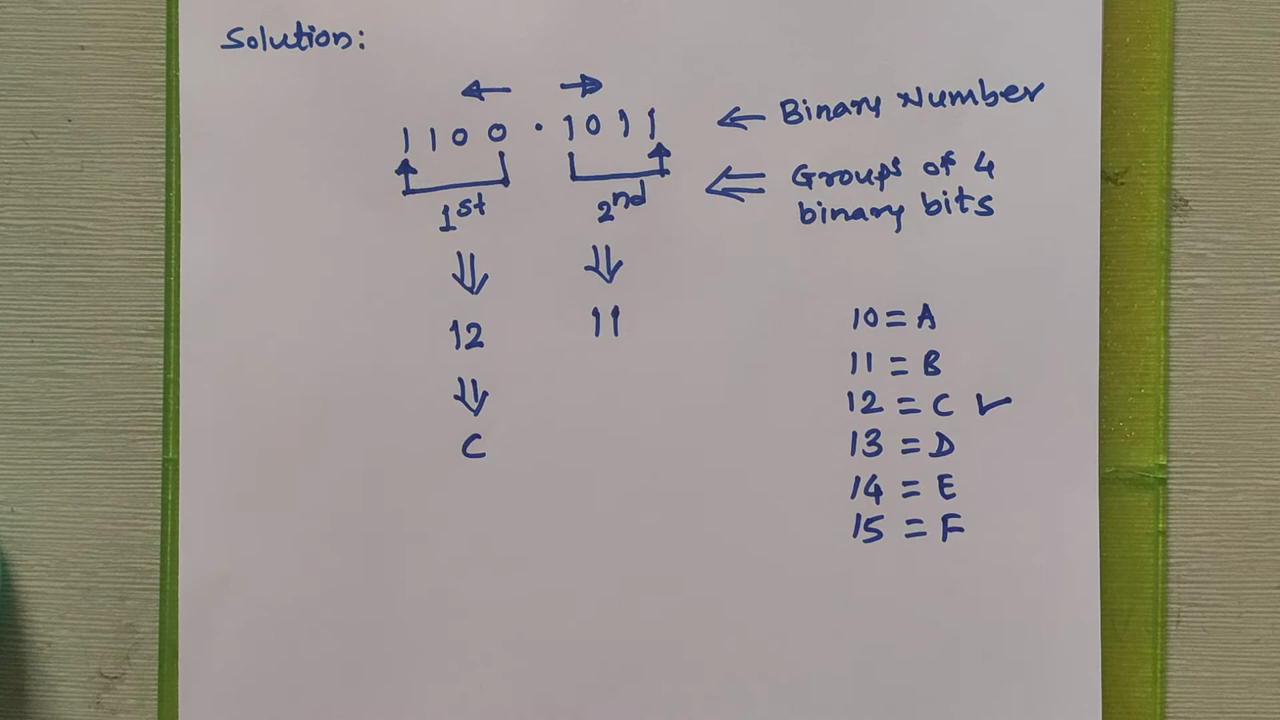 Solution:
← →
1100 . 1011 ← Binary Number
1st 2nd ⇐ Groups of 4
binary bits
⇓ ⇓
12 11
⇓
C
10 = A
11 = B
12 = C ✓
13 = D
14 = E
15 = F